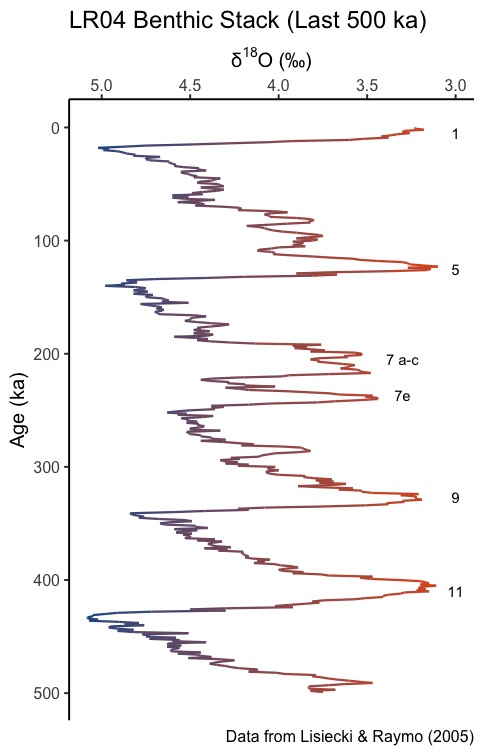 LR04 Benthic Stack (Last 500 ka)
δ¹⁸O (‰)
5.0 4.5 4.0 3.5 3.0
0
1
100
5
200
7 a-c
7e
300
9
400
11
500
Age (ka)
Data from Lisiecki & Raymo (2005)